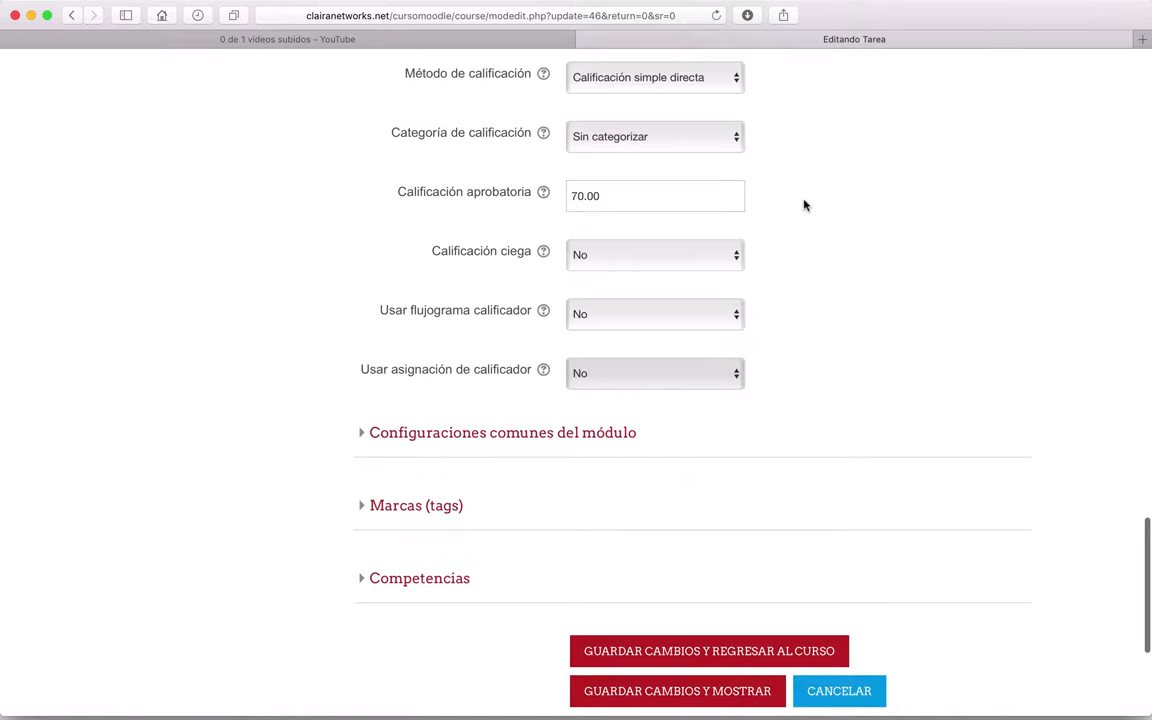 clairanetworks.net/cursomoodle/course/modedit.php?update=46&return=0&sr=0
0 de 1 videos subidos – YouTube
Editando Tarea
Método de calificación
Calificación simple directa
Categoría de calificación
Sin categorizar
Calificación aprobatoria
70.00
Calificación ciega
No
Usar flujograma calificador
No
Usar asignación de calificador
No
Configuraciones comunes del módulo
Marcas (tags)
Competencias
GUARDAR CAMBIOS Y REGRESAR AL CURSO
GUARDAR CAMBIOS Y MOSTRAR
CANCELAR